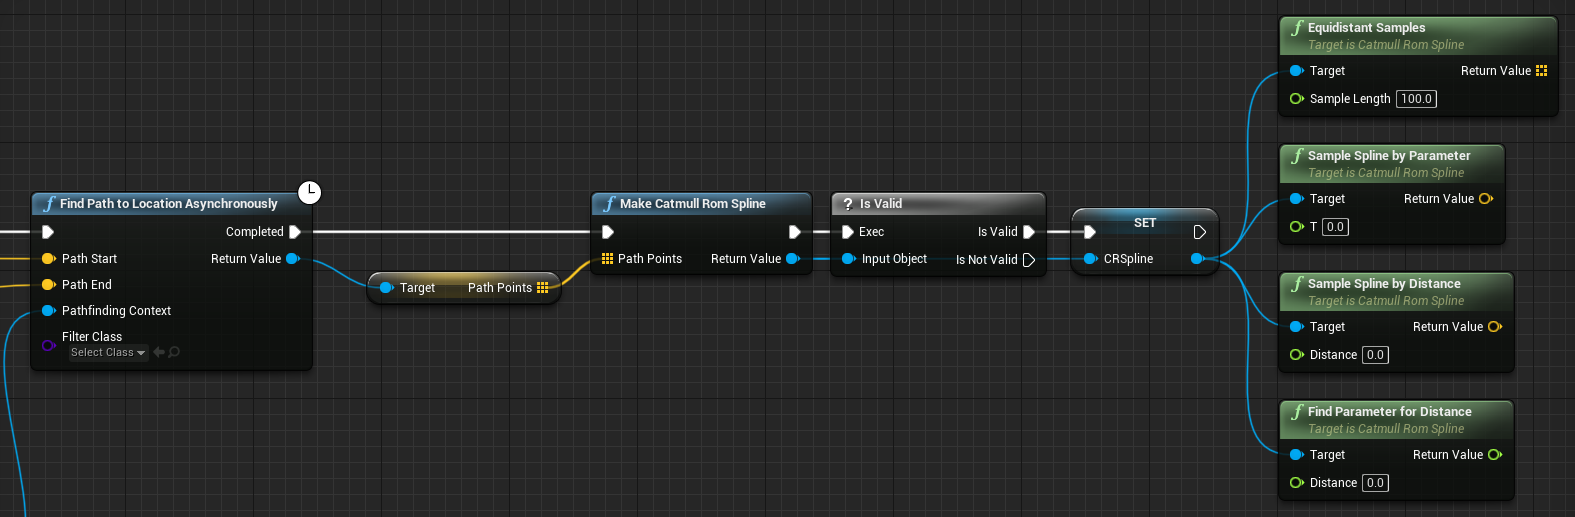 Equidistant Samples
Target is Catmull Rom Spline
Target Return Value
Sample Length 100.0
Sample Spline by Parameter
Target is Catmull Rom Spline
Target Return Value
T 0.0
Find Path to Location Asynchronously
Completed
Path Start Return Value
Path End
Pathfinding Context
Filter Class
Select Class
Target Path Points
Make Catmull Rom Spline
Path Points Return Value
? Is Valid
Exec Is Valid
Input Object Is Not Valid
SET
CRSpline
Sample Spline by Distance
Target is Catmull Rom Spline
Target Return Value
Distance 0.0
Find Parameter for Distance
Target is Catmull Rom Spline
Target Return Value
Distance 0.0